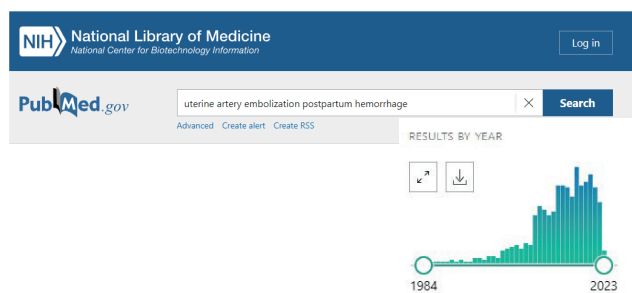 NIH National Library of Medicine
National Center for Biotechnology Information
Log in
PubMed.gov
uterine artery embolization postpartum hemorrhage
Search
Advanced Create alert Create RSS
RESULTS BY YEAR
1984 2023